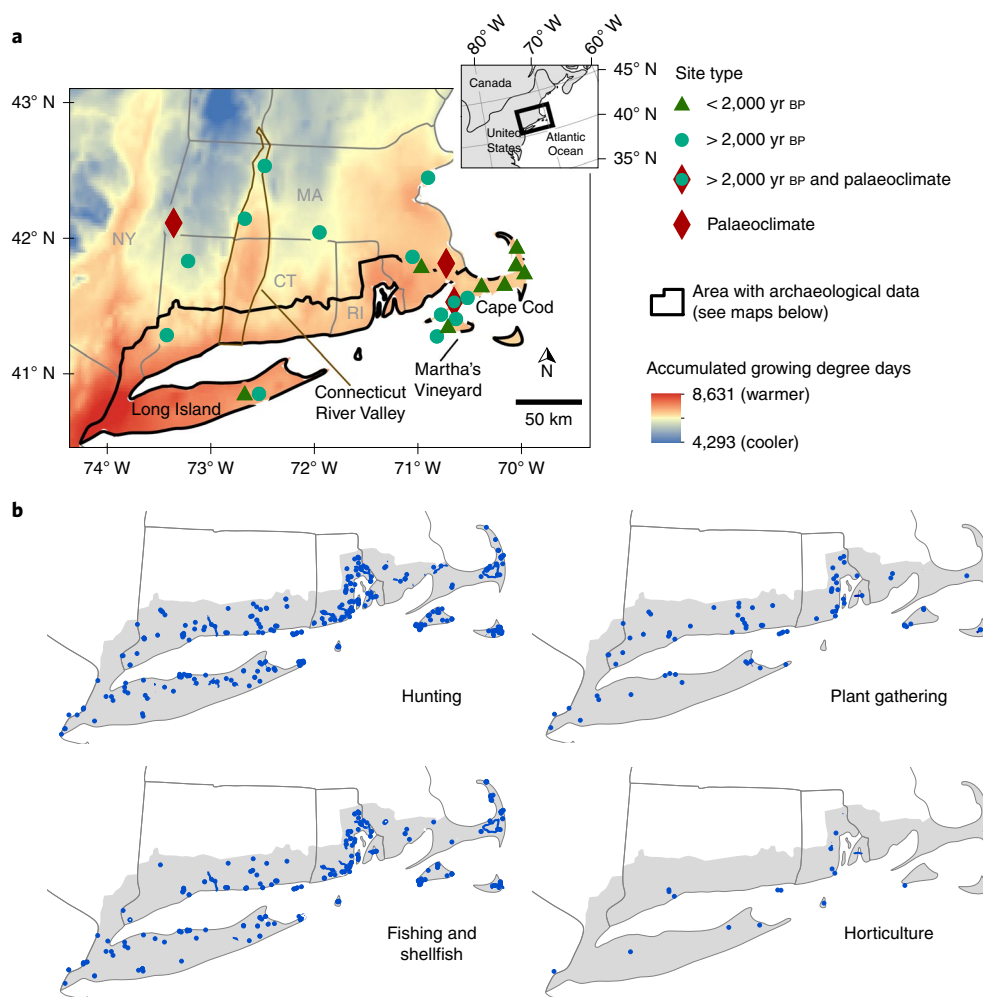 a
80° W
70° W
60° W
45° N
40° N
35° N
Canada
United
States
Atlantic
Ocean
43° N
42° N
41° N
74° W
73° W
72° W
71° W
70° W
NY
MA
CT
RI
Cape Cod
Martha's
Vineyard
Connecticut
River Valley
Long Island
N
50 km
Site type
< 2,000 yr BP
> 2,000 yr BP
> 2,000 yr BP and palaeoclimate
Palaeoclimate
Area with archaeological data
(see maps below)
Accumulated growing degree days
8,631 (warmer)
4,293 (cooler)
b
Hunting
Plant gathering
Fishing and
shellfish
Horticulture